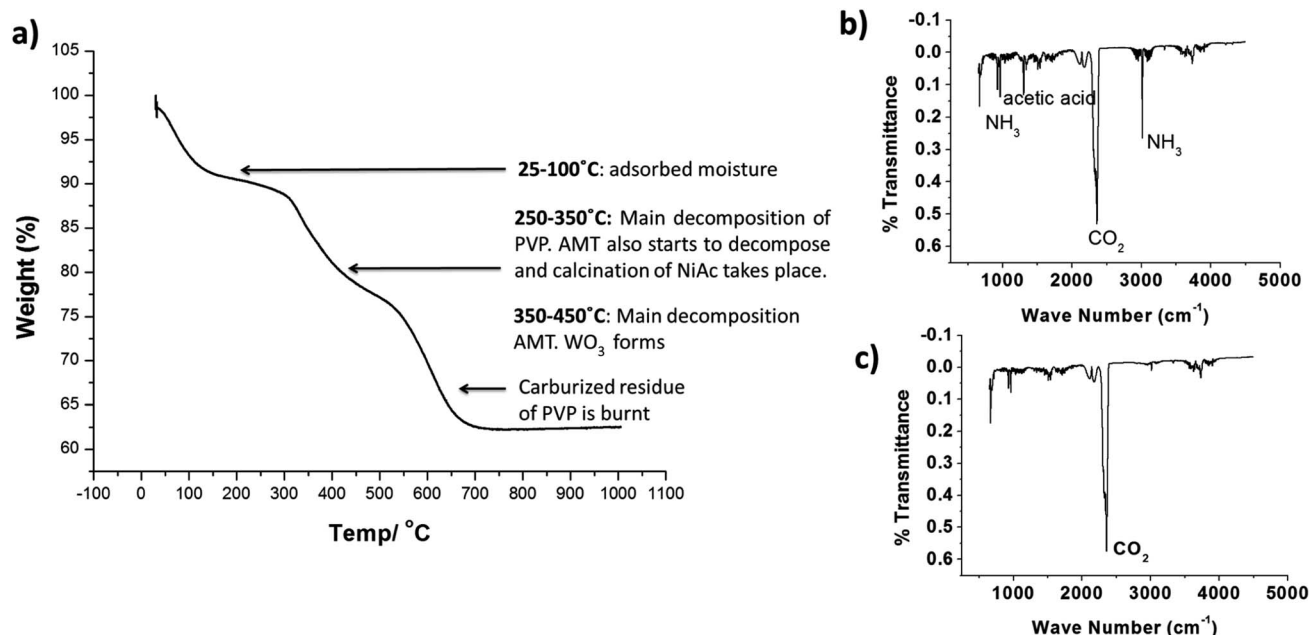 a)
105
100
95
90
85
80
75
70
65
60
Weight (%)
-100 0 100 200 300 400 500 600 700 800 900 1000 1100
Temp/ °C
25-100˚C: adsorbed moisture
250-350˚C: Main decomposition of
PVP. AMT also starts to decompose
and calcination of NiAc takes place.
350-450˚C: Main decomposition
AMT. WO₃ forms
Carburized residue
of PVP is burnt
b)
-0.1
0.0
0.1
0.2
0.3
0.4
0.5
0.6
% Transmittance
acetic acid
NH₃
NH₃
CO₂
1000 2000 3000 4000 5000
Wave Number (cm⁻¹)
c)
-0.1
0.0
0.1
0.2
0.3
0.4
0.5
0.6
% Transmittance
CO₂
1000 2000 3000 4000 5000
Wave Number (cm⁻¹)